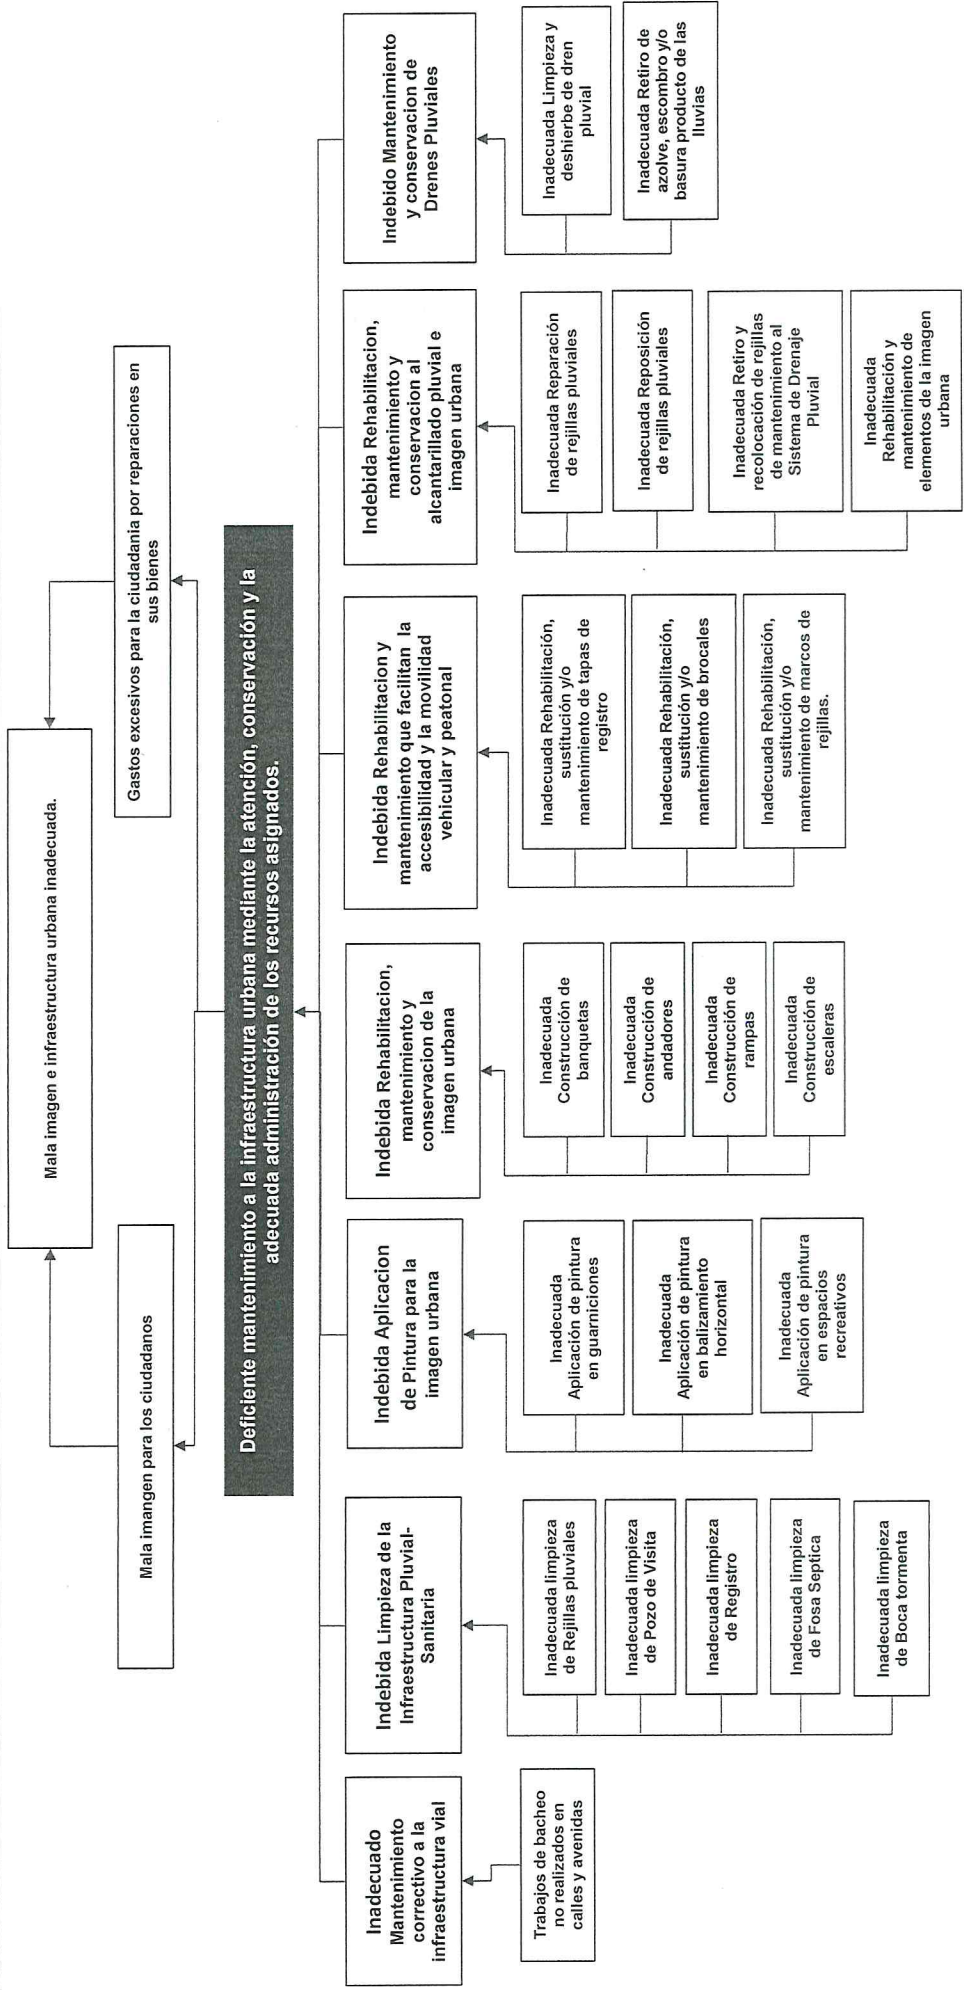 Mala imagen e infraestructura urbana inadecuada.
Mala imangen para los ciudadanos
Gastos excesivos para la ciudadania por reparaciones en
sus bienes
Deficiente mantenimiento a la infraestructura urbana mediante la atención, conservación y la
adecuada administración de los recursos asignados.
Inadecuado
Mantenimiento
correctivo a la
infraestructura vial
Trabajos de bacheo
no realizados en
calles y avenidas
Indebida Limpieza de la
Infraestructura Pluvial-
Sanitaria
Inadecuada limpieza
de Rejillas pluviales
Inadecuada limpieza
de Pozo de Visita
Inadecuada limpieza
de Registro
Inadecuada limpieza
de Fosa Septica
Inadecuada limpieza
de Boca tormenta
Indebida Aplicacion
de Pintura para la
imagen urbana
Inadecuada
Aplicación de pintura
en guarniciones
Inadecuada
Aplicación de pintura
en balizamiento
horizontal
Inadecuada
Aplicación de pintura
en espacios
recreativos
Indebida Rehabilitacion,
mantenimiento y
conservacion de la
imagen urbana
Inadecuada
Construcción de
banquetas
Inadecuada
Construcción de
andadores
Inadecuada
Construcción de
rampas
Inadecuada
Construcción de
escaleras
Indebida Rehabilitacion y
mantenimiento que facilitan la
accesibilidad y la movilidad
vehicular y peatonal
Inadecuada Rehabilitación,
sustitución y/o
mantenimiento de tapas de
registro
Inadecuada Rehabilitación,
sustitución y/o
mantenimiento de brocales
Inadecuada Rehabilitación,
sustitución y/o
mantenimiento de marcos de
rejillas.
Indebida Rehabilitacion,
mantenimiento y
conservacion al
alcantarillado pluvial e
imagen urbana
Inadecuada Reparación
de rejillas pluviales
Inadecuada Reposición
de rejillas pluviales
Inadecuada Retiro y
recolocación de rejillas
de mantenimiento al
Sistema de Drenaje
Pluvial
Inadecuada
Rehabilitación y
mantenimiento de
elementos de la imagen
urbana
Indebido Mantenimiento
y conservacion de
Drenes Pluviales
Inadecuada Limpieza y
deshierbe de dren
pluvial
Inadecuada Retiro de
azolve, escombro y/o
basura producto de las
lluvias